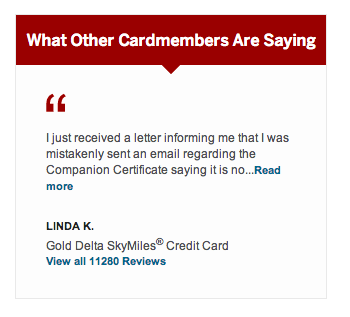 What Other Cardmembers Are Saying
“
I just received a letter informing me that I was
mistakenly sent an email regarding the
Companion Certificate saying it is no...Read
more
LINDA K.
Gold Delta SkyMiles® Credit Card
View all 11280 Reviews